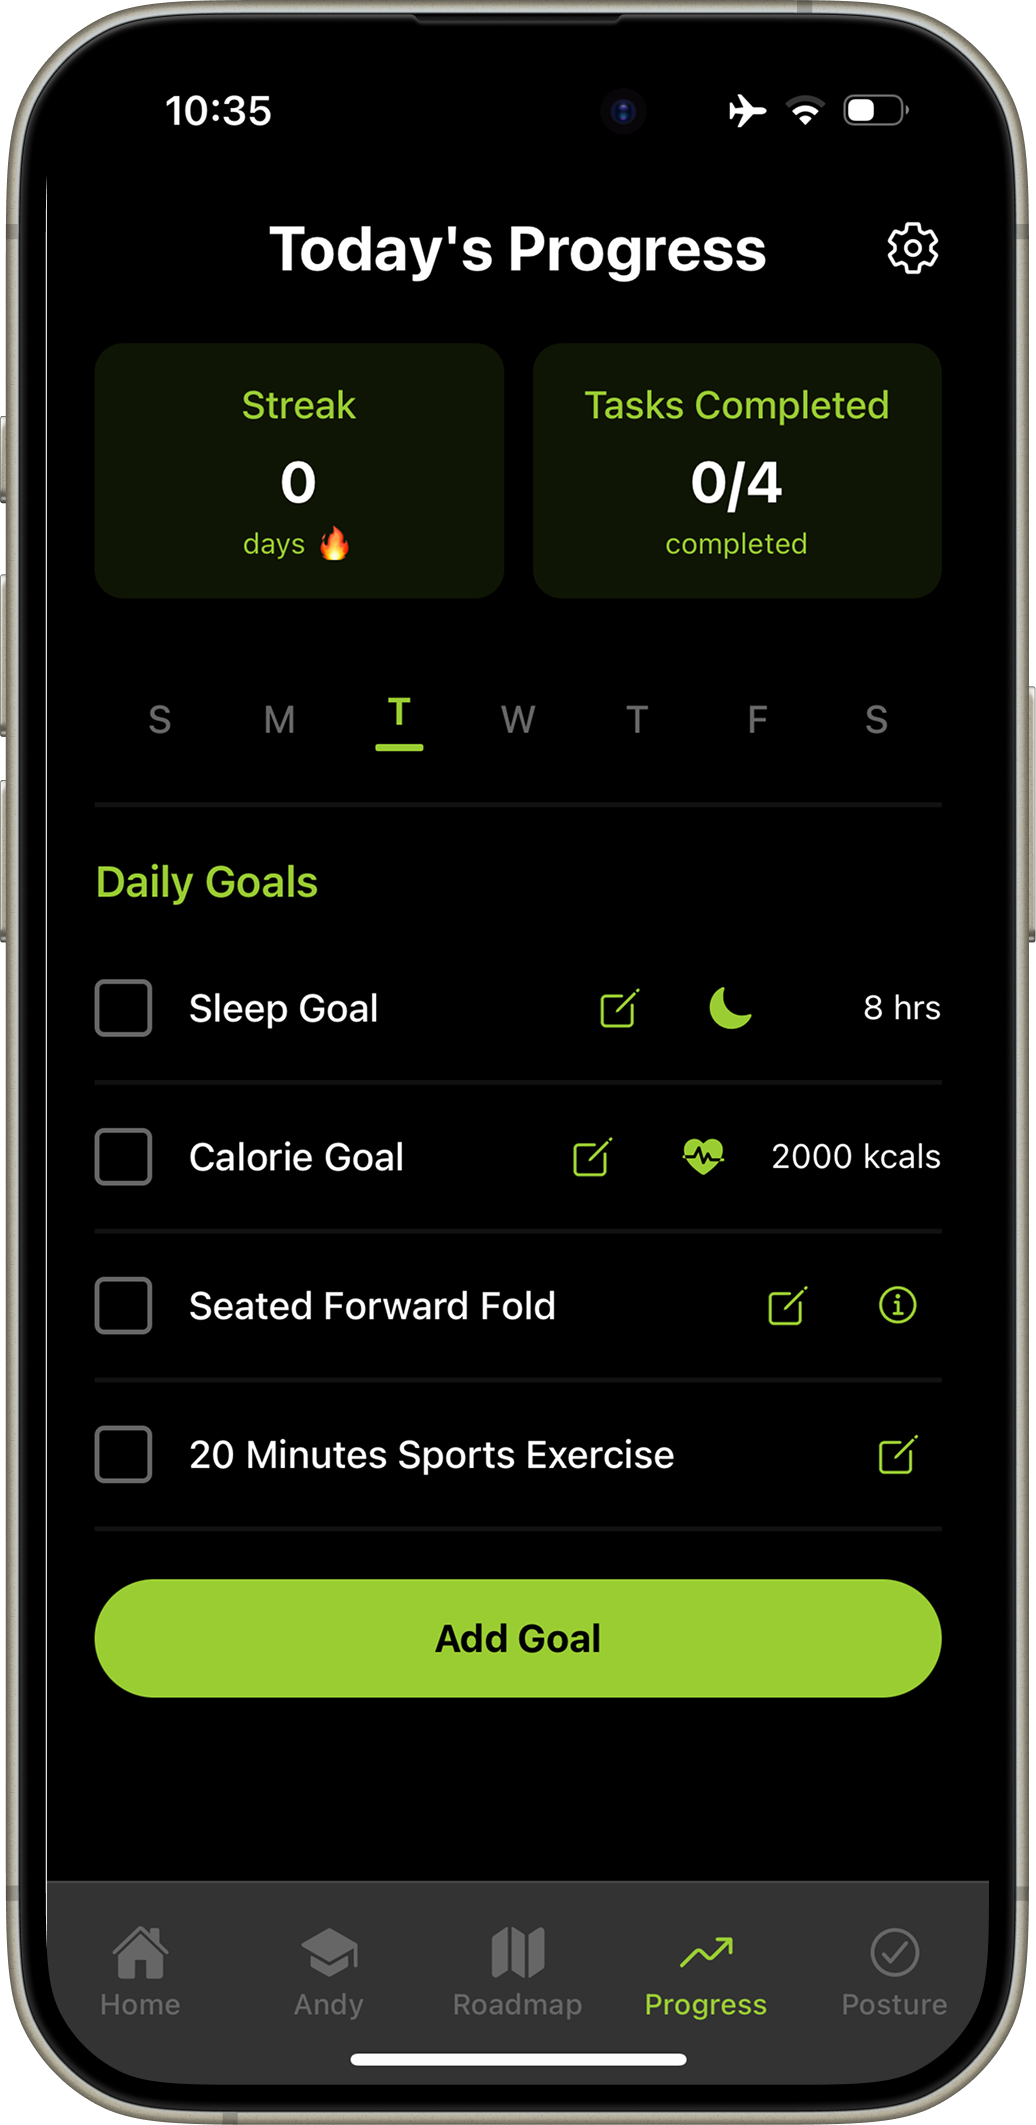 10:35
Today's Progress
Streak
0
days 🔥
Tasks Completed
0/4
completed
S M T W T F S
Daily Goals
Sleep Goal 8 hrs
Calorie Goal 2000 kcals
Seated Forward Fold
20 Minutes Sports Exercise
Add Goal
Home Andy Roadmap Progress Posture